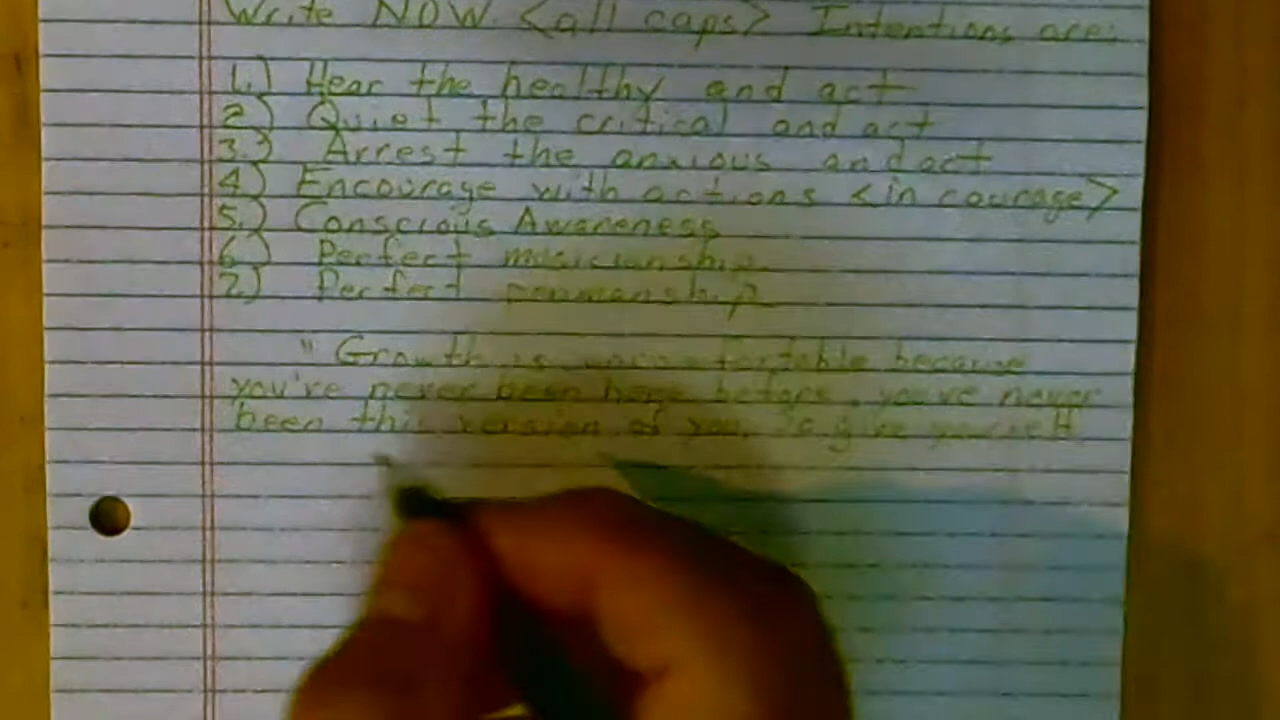 Write NOW <all caps> Intentions are:
1.) Hear the healthy and act
2) Quiet the critical and act
3.) Arrest the anxious and act
4) Encourage with actions <in courage>
5.) Conscious Awareness
6.) Perfect musicianship.
7.) Perfect penmanship.
" Growth is uncomfortable because
you've never been here before, you've never
been this version of you. So give yourself